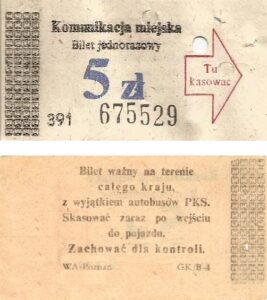 Komunikacja miejska
Bilet jednorazowy
5 zł
Tu
kasować
391 675529
Bilet ważny na terenie
całego kraju,
z wyjątkiem autobusów PKS.
Skasować zaraz po wejściu
do pojazdu.
Zachować dla kontroli.
WA-Poznań GK/B-4